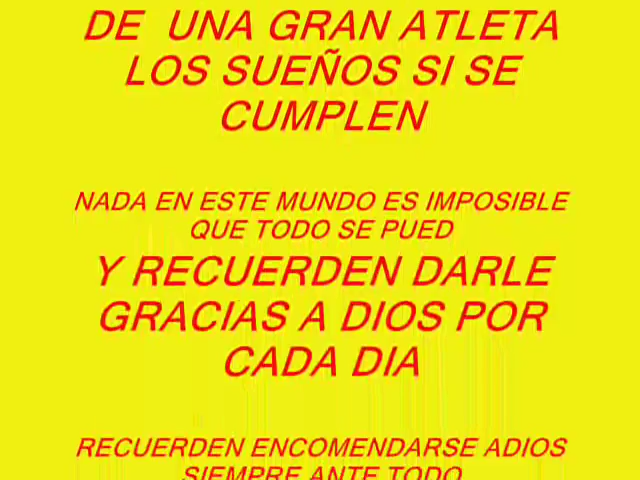 DE UNA GRAN ATLETA
LOS SUEÑOS SI SE
CUMPLEN
NADA EN ESTE MUNDO ES IMPOSIBLE
QUE TODO SE PUED
Y RECUERDEN DARLE
GRACIAS A DIOS POR
CADA DIA
RECUERDEN ENCOMENDARSE ADIOS
SIEMPRE ANTE TODO